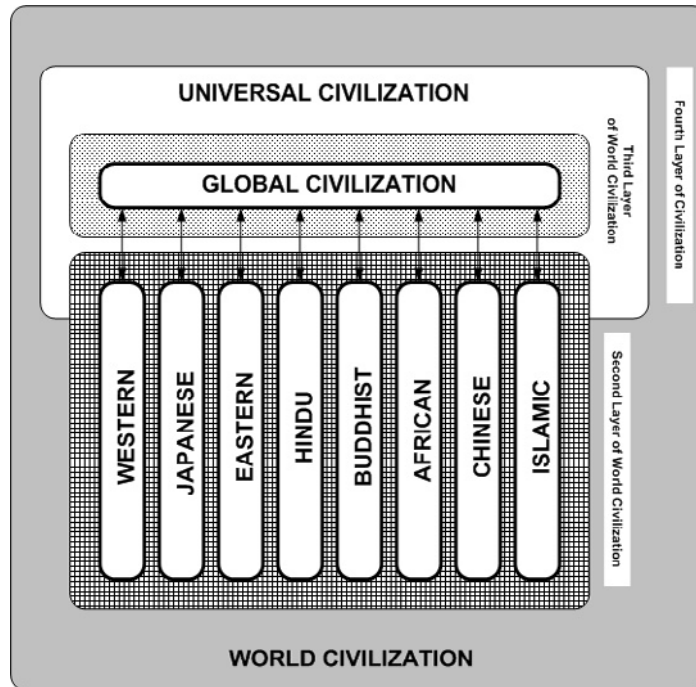 UNIVERSAL CIVILIZATION
GLOBAL CIVILIZATION
Third Layer
of World Civilization
Fourth Layer of Civilization
WESTERN
JAPANESE
EASTERN
HINDU
BUDDHIST
AFRICAN
CHINESE
ISLAMIC
Second Layer of World Civilization
WORLD CIVILIZATION